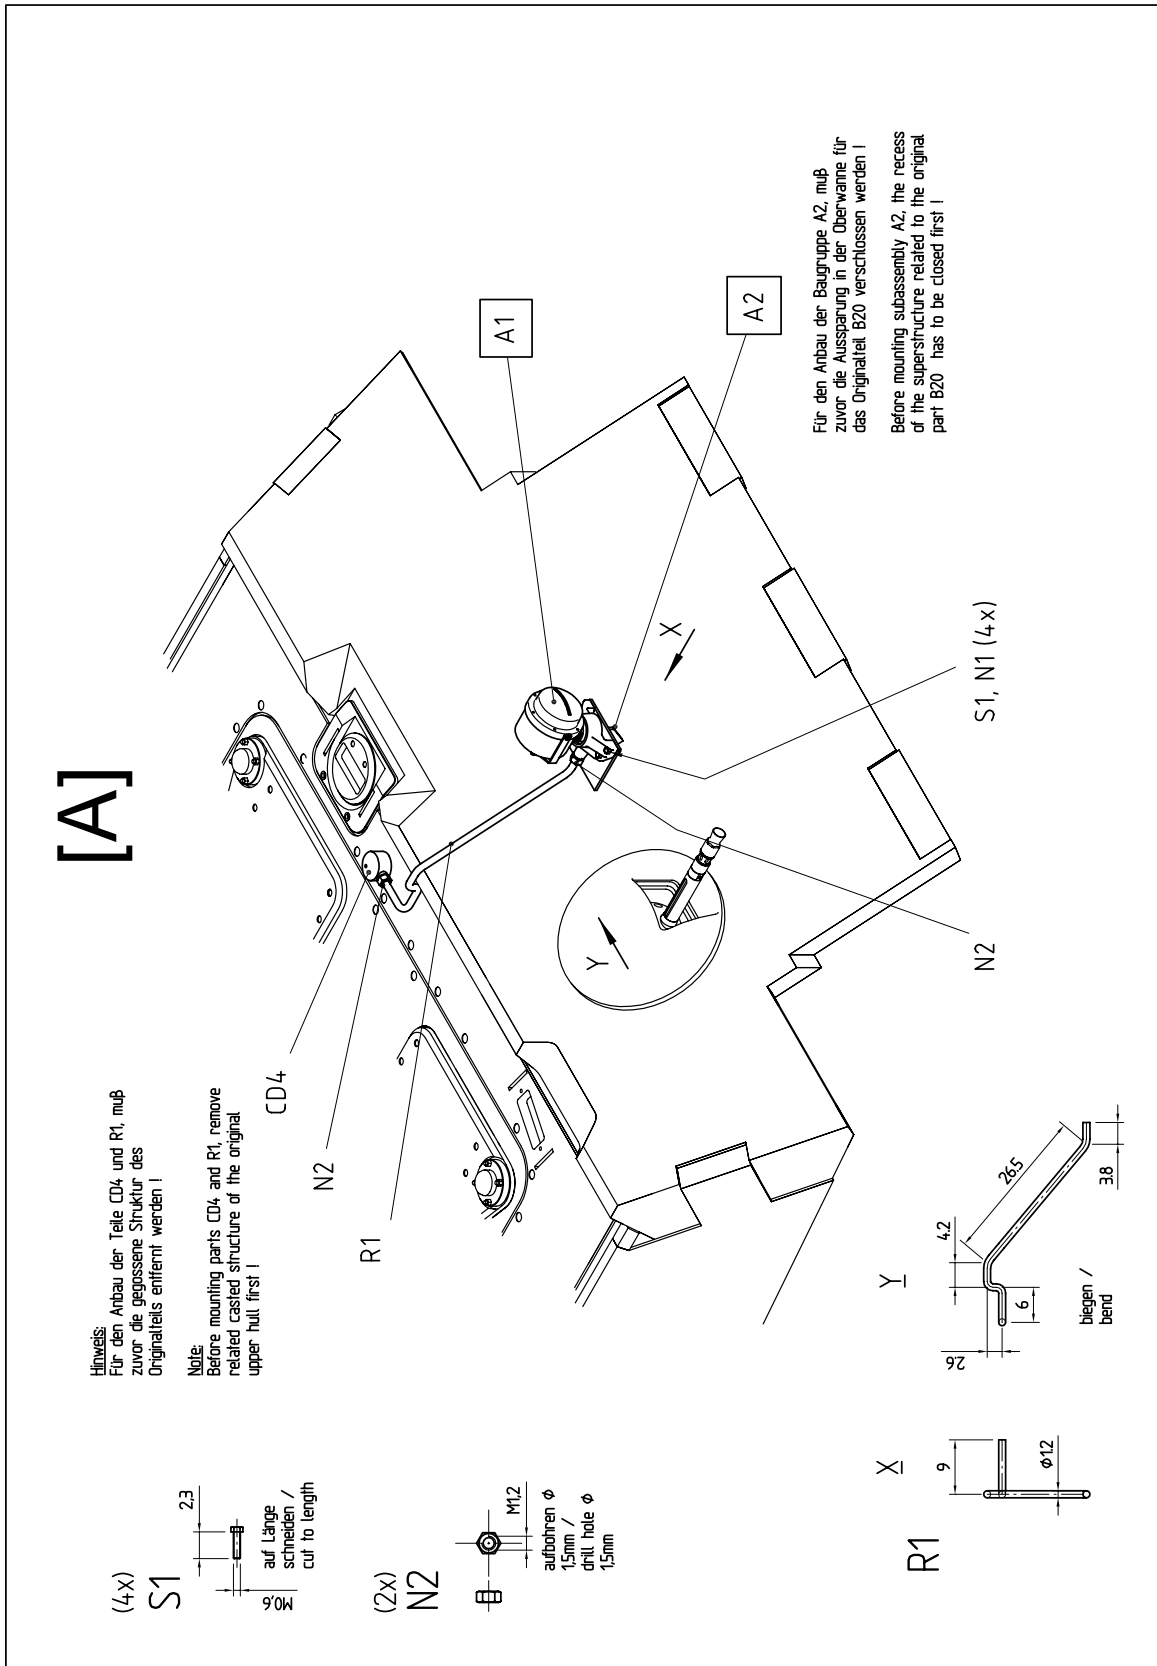 [A]
Hinweis:
Für den Anbau der Teile CD4 und R1, muß
zuvor die gegossene Struktur des
Originalteils entfernt werden !
Note:
Before mounting parts CD4 and R1, remove
related casted structure of the original
upper hull first !
CD4
N2
R1
A1
A2
Für den Anbau der Baugruppe A2, muß
zuvor die Aussparung in der Oberwanne für
das Originalteil B20 verschlossen werden !
Before mounting subassembly A2, the recess
of the superstructure related to the original
part B20 has to be closed first !
X
Y
S1, N1 (4x)
N2
(4x)
S1
2,3
M0,6
auf Länge
schneiden /
cut to length
(2x)
N2
M1,2
aufbohren ϕ
1,5mm /
drill hole ϕ
1,5mm
R1
X
9
ϕ1.2
Y
2.6
6
4.2
26.5
3.8
biegen /
bend